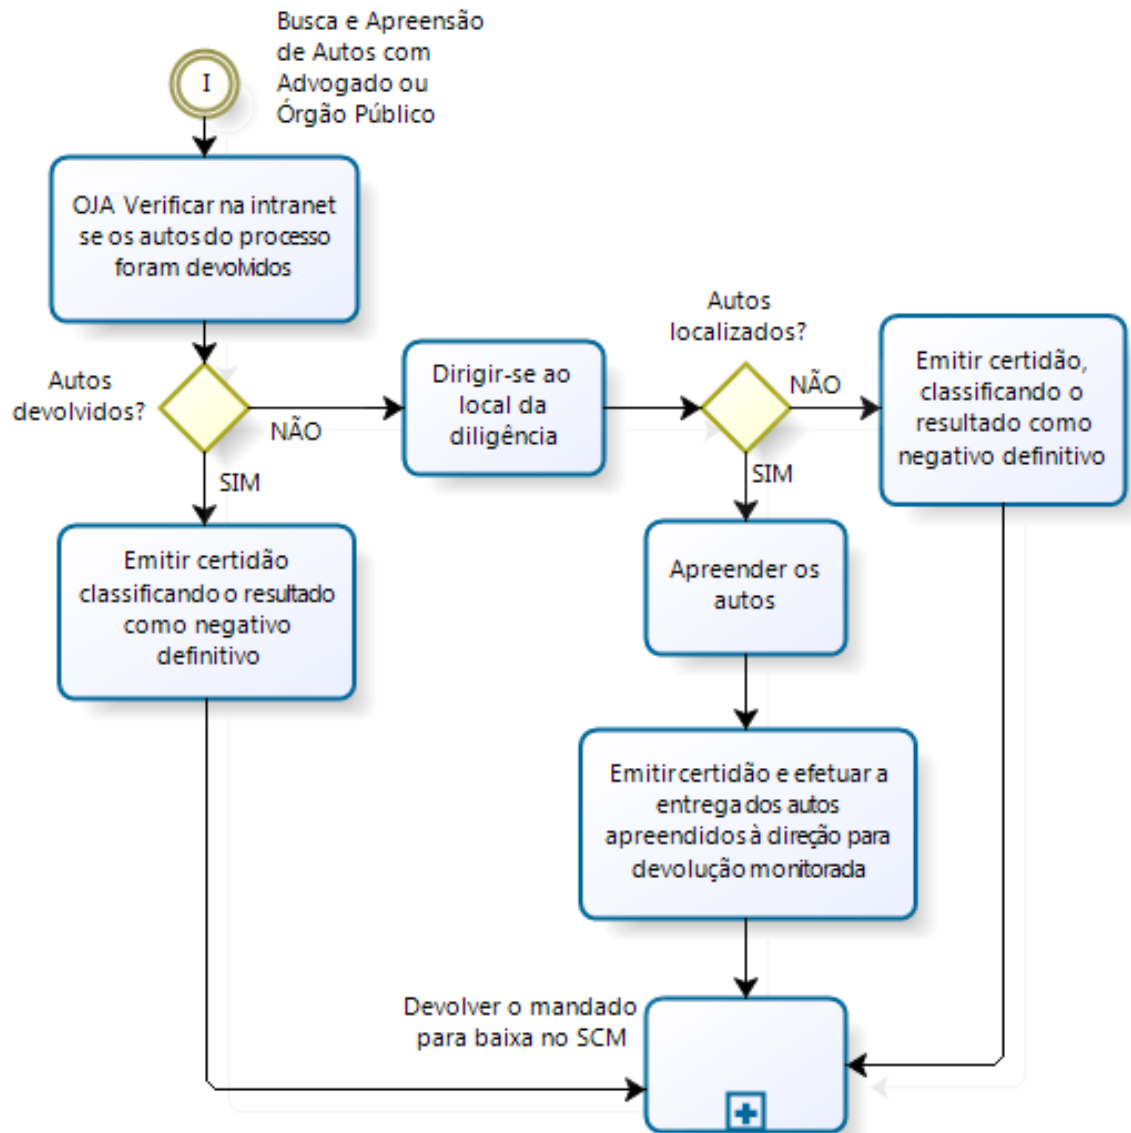 Busca e Apreensão
de Autos com
Advogado ou
Órgão Público
I
OJA Verificar na intranet
se os autos do processo
foram devolvidos
Autos
devolvidos?
NÃO
SIM
Dirigir-se ao
local da
diligência
Autos
localizados?
NÃO
SIM
Emitir certidão,
classificando o
resultado como
negativo definitivo
Emitir certidão
classificando o resultado
como negativo
definitivo
Apreender os
autos
Emitir certidão e efetuar a
entrega dos autos
apreendidos à direção para
devolução monitorada
Devolver o mandado
para baixa no SCM